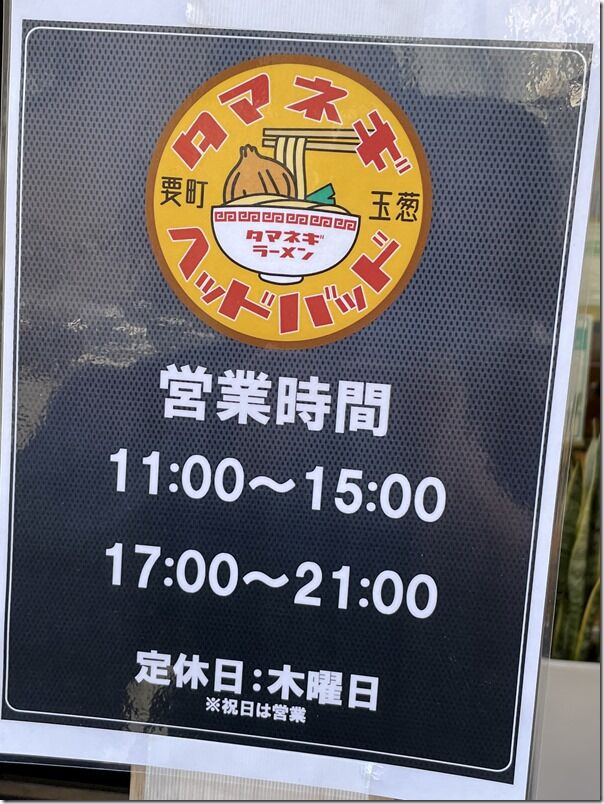 タマネギ
要町
玉葱
タマネギ
ラーメン
ヘッドバッド
営業時間
11:00〜15:00
17:00〜21:00
定休日：木曜日
※祝日は営業